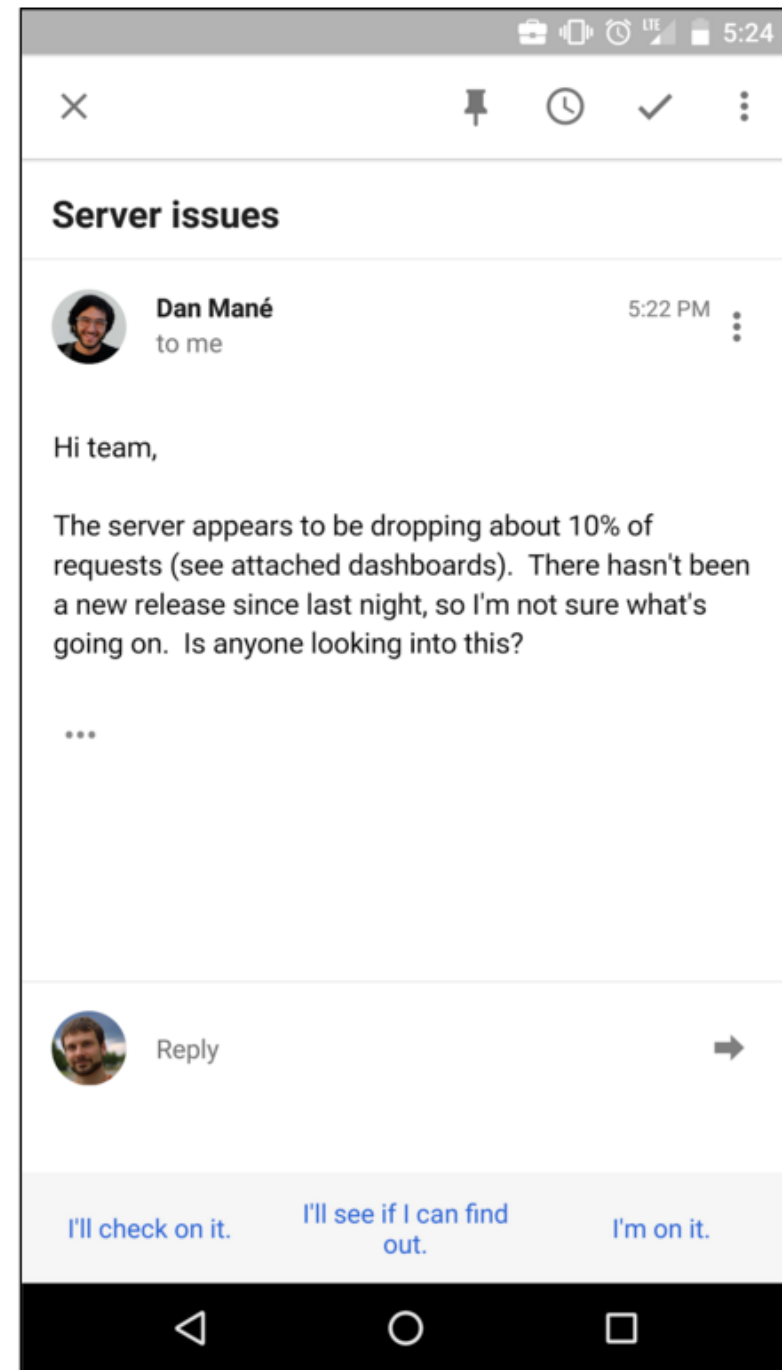 LTE 5:24
Server issues
Dan Mané 5:22 PM
to me
Hi team,
The server appears to be dropping about 10% of
requests (see attached dashboards).  There hasn't been
a new release since last night, so I'm not sure what's
going on.  Is anyone looking into this?
Reply
I'll check on it.
I'll see if I can find
out.
I'm on it.